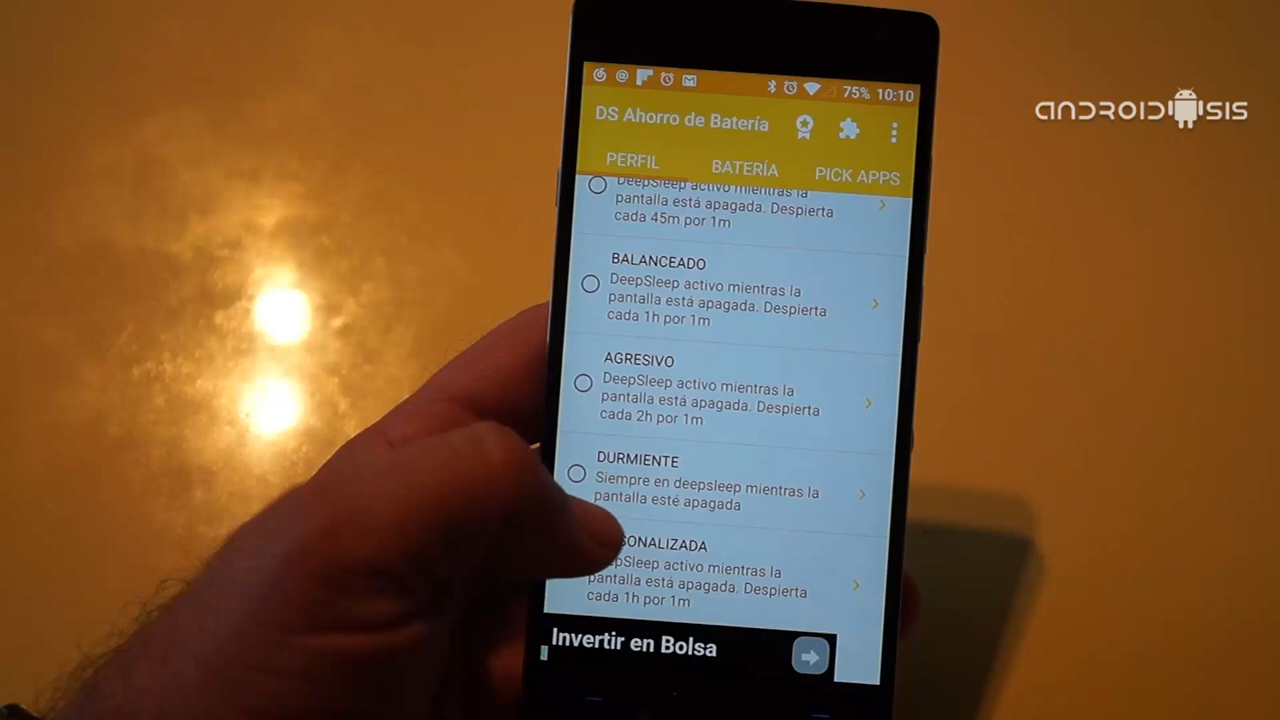 ANDROIDSIS
75% 10:10
DS Ahorro de Batería
PERFIL BATERÍA PICK APPS
DeepSleep activo mientras la
pantalla está apagada. Despierta
cada 45m por 1m
BALANCEADO
DeepSleep activo mientras la
pantalla está apagada. Despierta
cada 1h por 1m
AGRESIVO
DeepSleep activo mientras la
pantalla está apagada. Despierta
cada 2h por 1m
DURMIENTE
Siempre en deepsleep mientras la
pantalla esté apagada
SONALIZADA
pSleep activo mientras la
pantalla está apagada. Despierta
cada 1h por 1m
Invertir en Bolsa